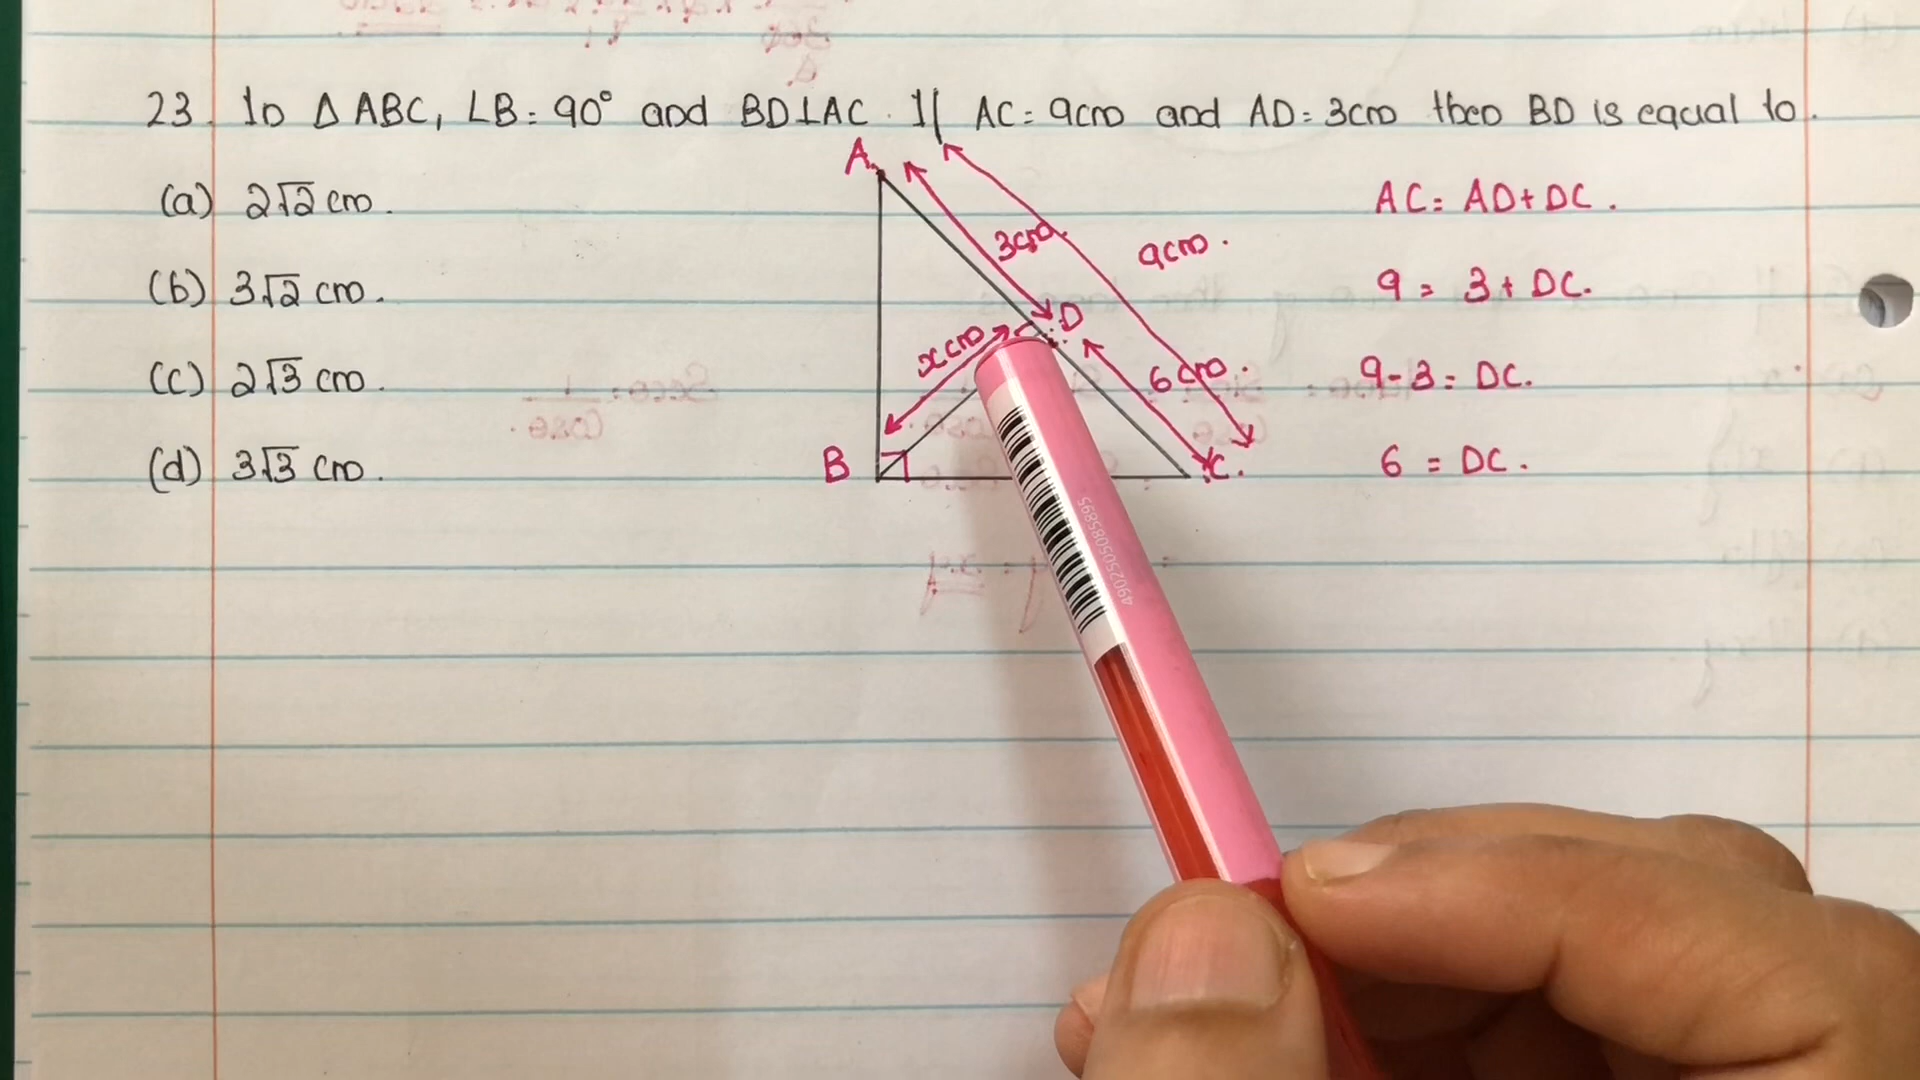 23. In Δ ABC, ∠B = 90° and BD⊥AC. If AC = 9cm and AD = 3cm then BD is equal to.
(a) 2√2 cm.
(b) 3√2 cm.
(c) 2√3 cm.
(d) 3√3 cm.
A
3cm
9cm.
x cm
D
6cm.
B
C.
AC = AD + DC.
9 = 3 + DC.
9 - 3 = DC.
6 = DC.
4902505085895